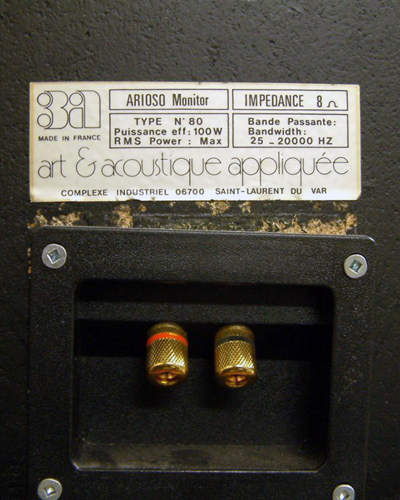 3a
ARIOSO Monitor
IMPEDANCE 8 Ω
MADE IN FRANCE
TYPE N° 80
Puissance eff: 100W
RMS Power : Max
Bande Passante:
Bandwidth:
25 _ 20000 HZ
art & acoustique appliquée
COMPLEXE INDUSTRIEL 06700 SAINT-LAURENT DU VAR